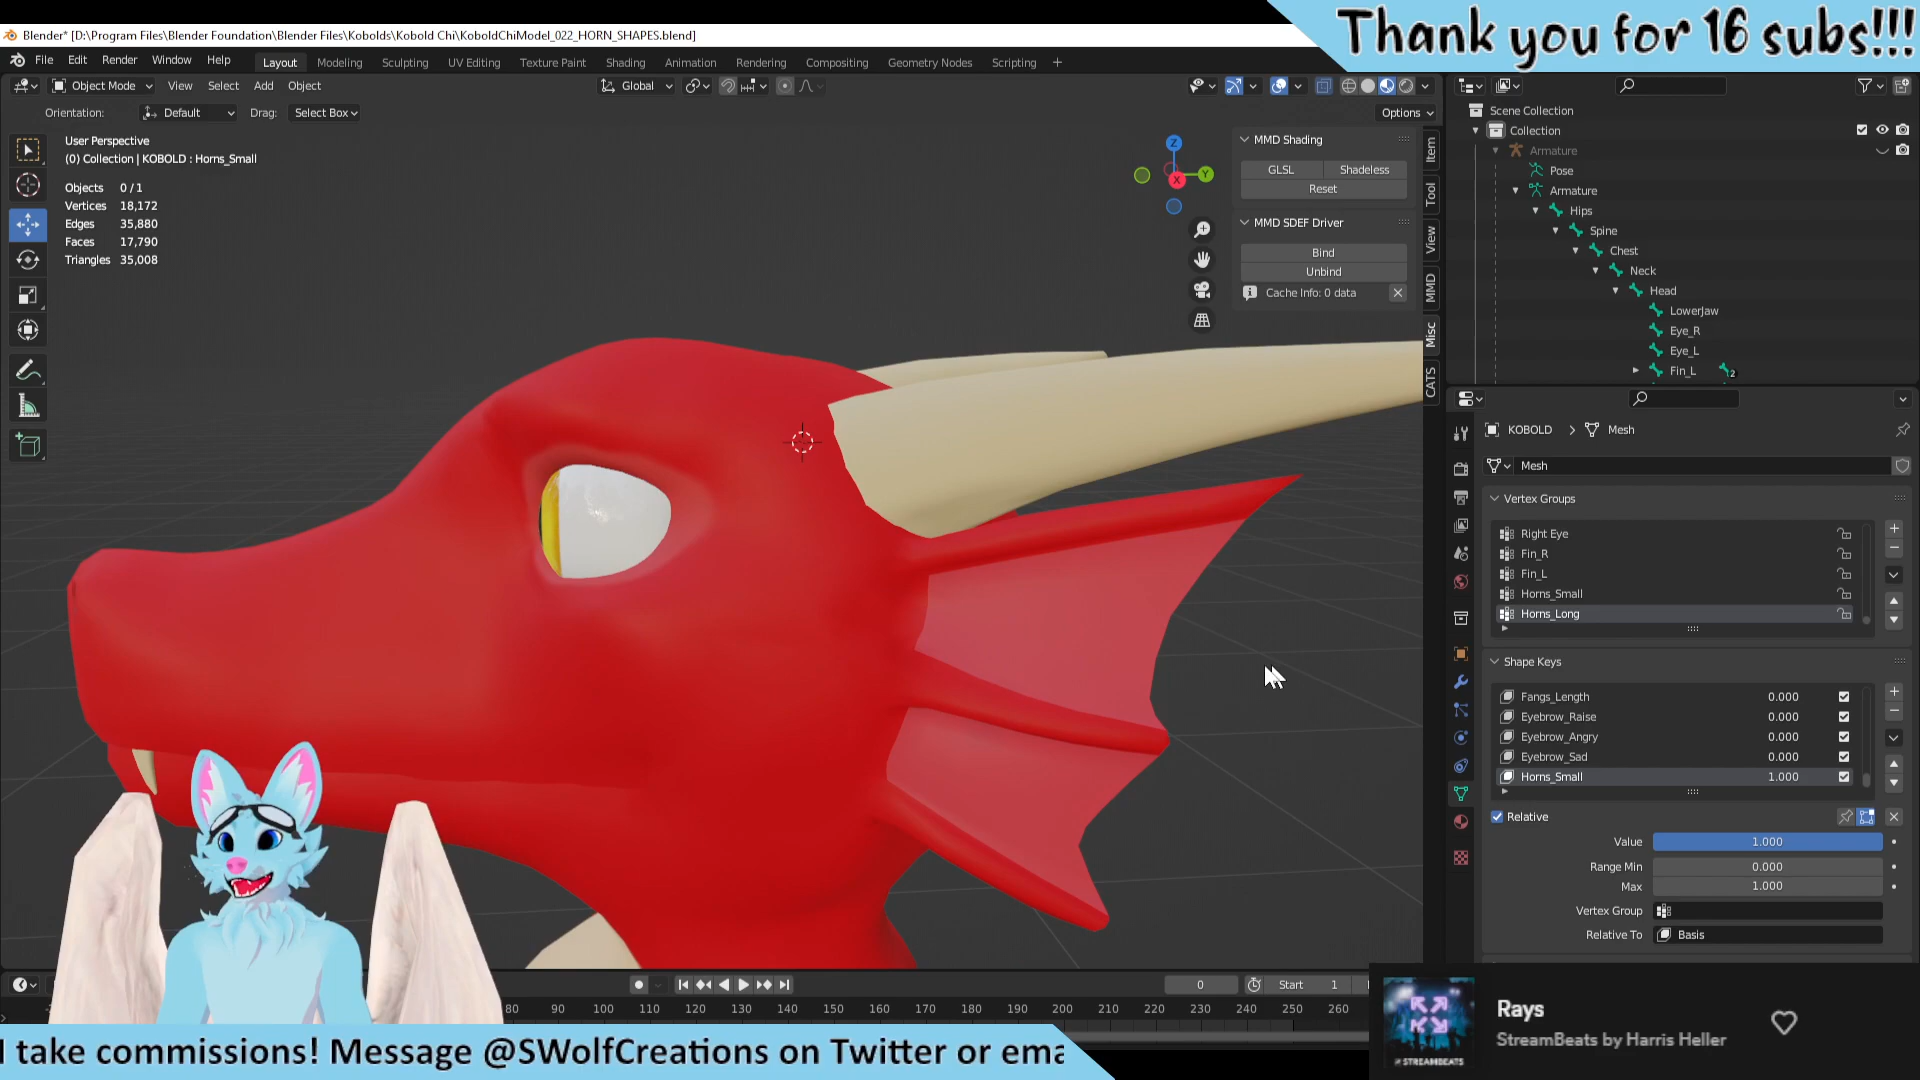 Thank you for 16 subs!!!
Blender* [D:\Program Files\Blender Foundation\Blender Files\Kobolds\Kobold Chi\KoboldChiModel_022_HORN_SHAPES.blend]
File Edit Render Window Help
Layout Modeling Sculpting UV Editing Texture Paint Shading Animation Rendering Compositing Geometry Nodes Scripting +
Object Mode View Select Add Object Global
Orientation: Default Drag: Select Box Options
User Perspective
(0) Collection | KOBOLD : Horns_Small
Objects 0/1
Vertices 18,172
Edges 35,880
Faces 17,790
Triangles 35,008
Z
Y
X
MMD Shading
GLSL Shadeless
Reset
MMD SDEF Driver
Bind
Unbind
Cache Info: 0 data
Item
Tool
View
MMD
Misc
CATS
Scene Collection
Collection
Armature
Pose
Armature
Hips
Spine
Chest
Neck
Head
LowerJaw
Eye_R
Eye_L
Fin_L 2
KOBOLD > Mesh
Mesh
Vertex Groups
Right Eye
Fin_R
Fin_L
Horns_Small
Horns_Long
Shape Keys
Fangs_Length 0.000
Eyebrow_Raise 0.000
Eyebrow_Angry 0.000
Eyebrow_Sad 0.000
Horns_Small 1.000
Relative
Value 1.000
Range Min 0.000
Max 1.000
Vertex Group
Relative To Basis
0 Start 1
80 90 100 110 120 130 140 150 160 170 180 190 200 210 220 230 240 250 260
I take commissions! Message @SWolfCreations on Twitter or ema
Rays
StreamBeats by Harris Heller
STREAMBEATS